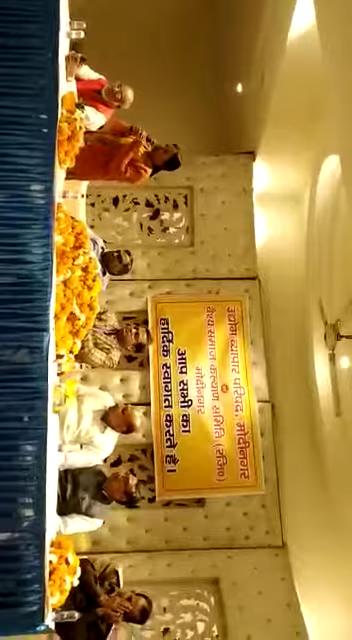 उद्योग व्यापार परिषद्, मोदीनगर
वैश्य समाज कल्याण समिति (रजि०)
मोदीनगर
आप सभी का
हार्दिक स्वागत करते हैं।